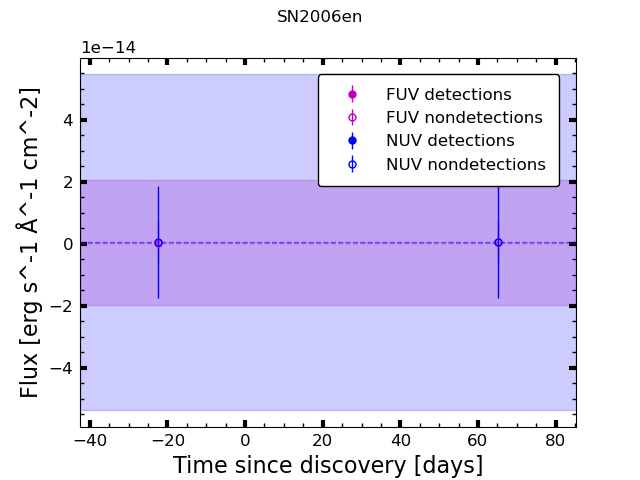 SN2006en
1e−14
4
2
0
−2
−4
Flux [erg s^-1 Å^-1 cm^-2]
FUV detections
FUV nondetections
NUV detections
NUV nondetections
−40 −20 0 20 40 60 80
Time since discovery [days]